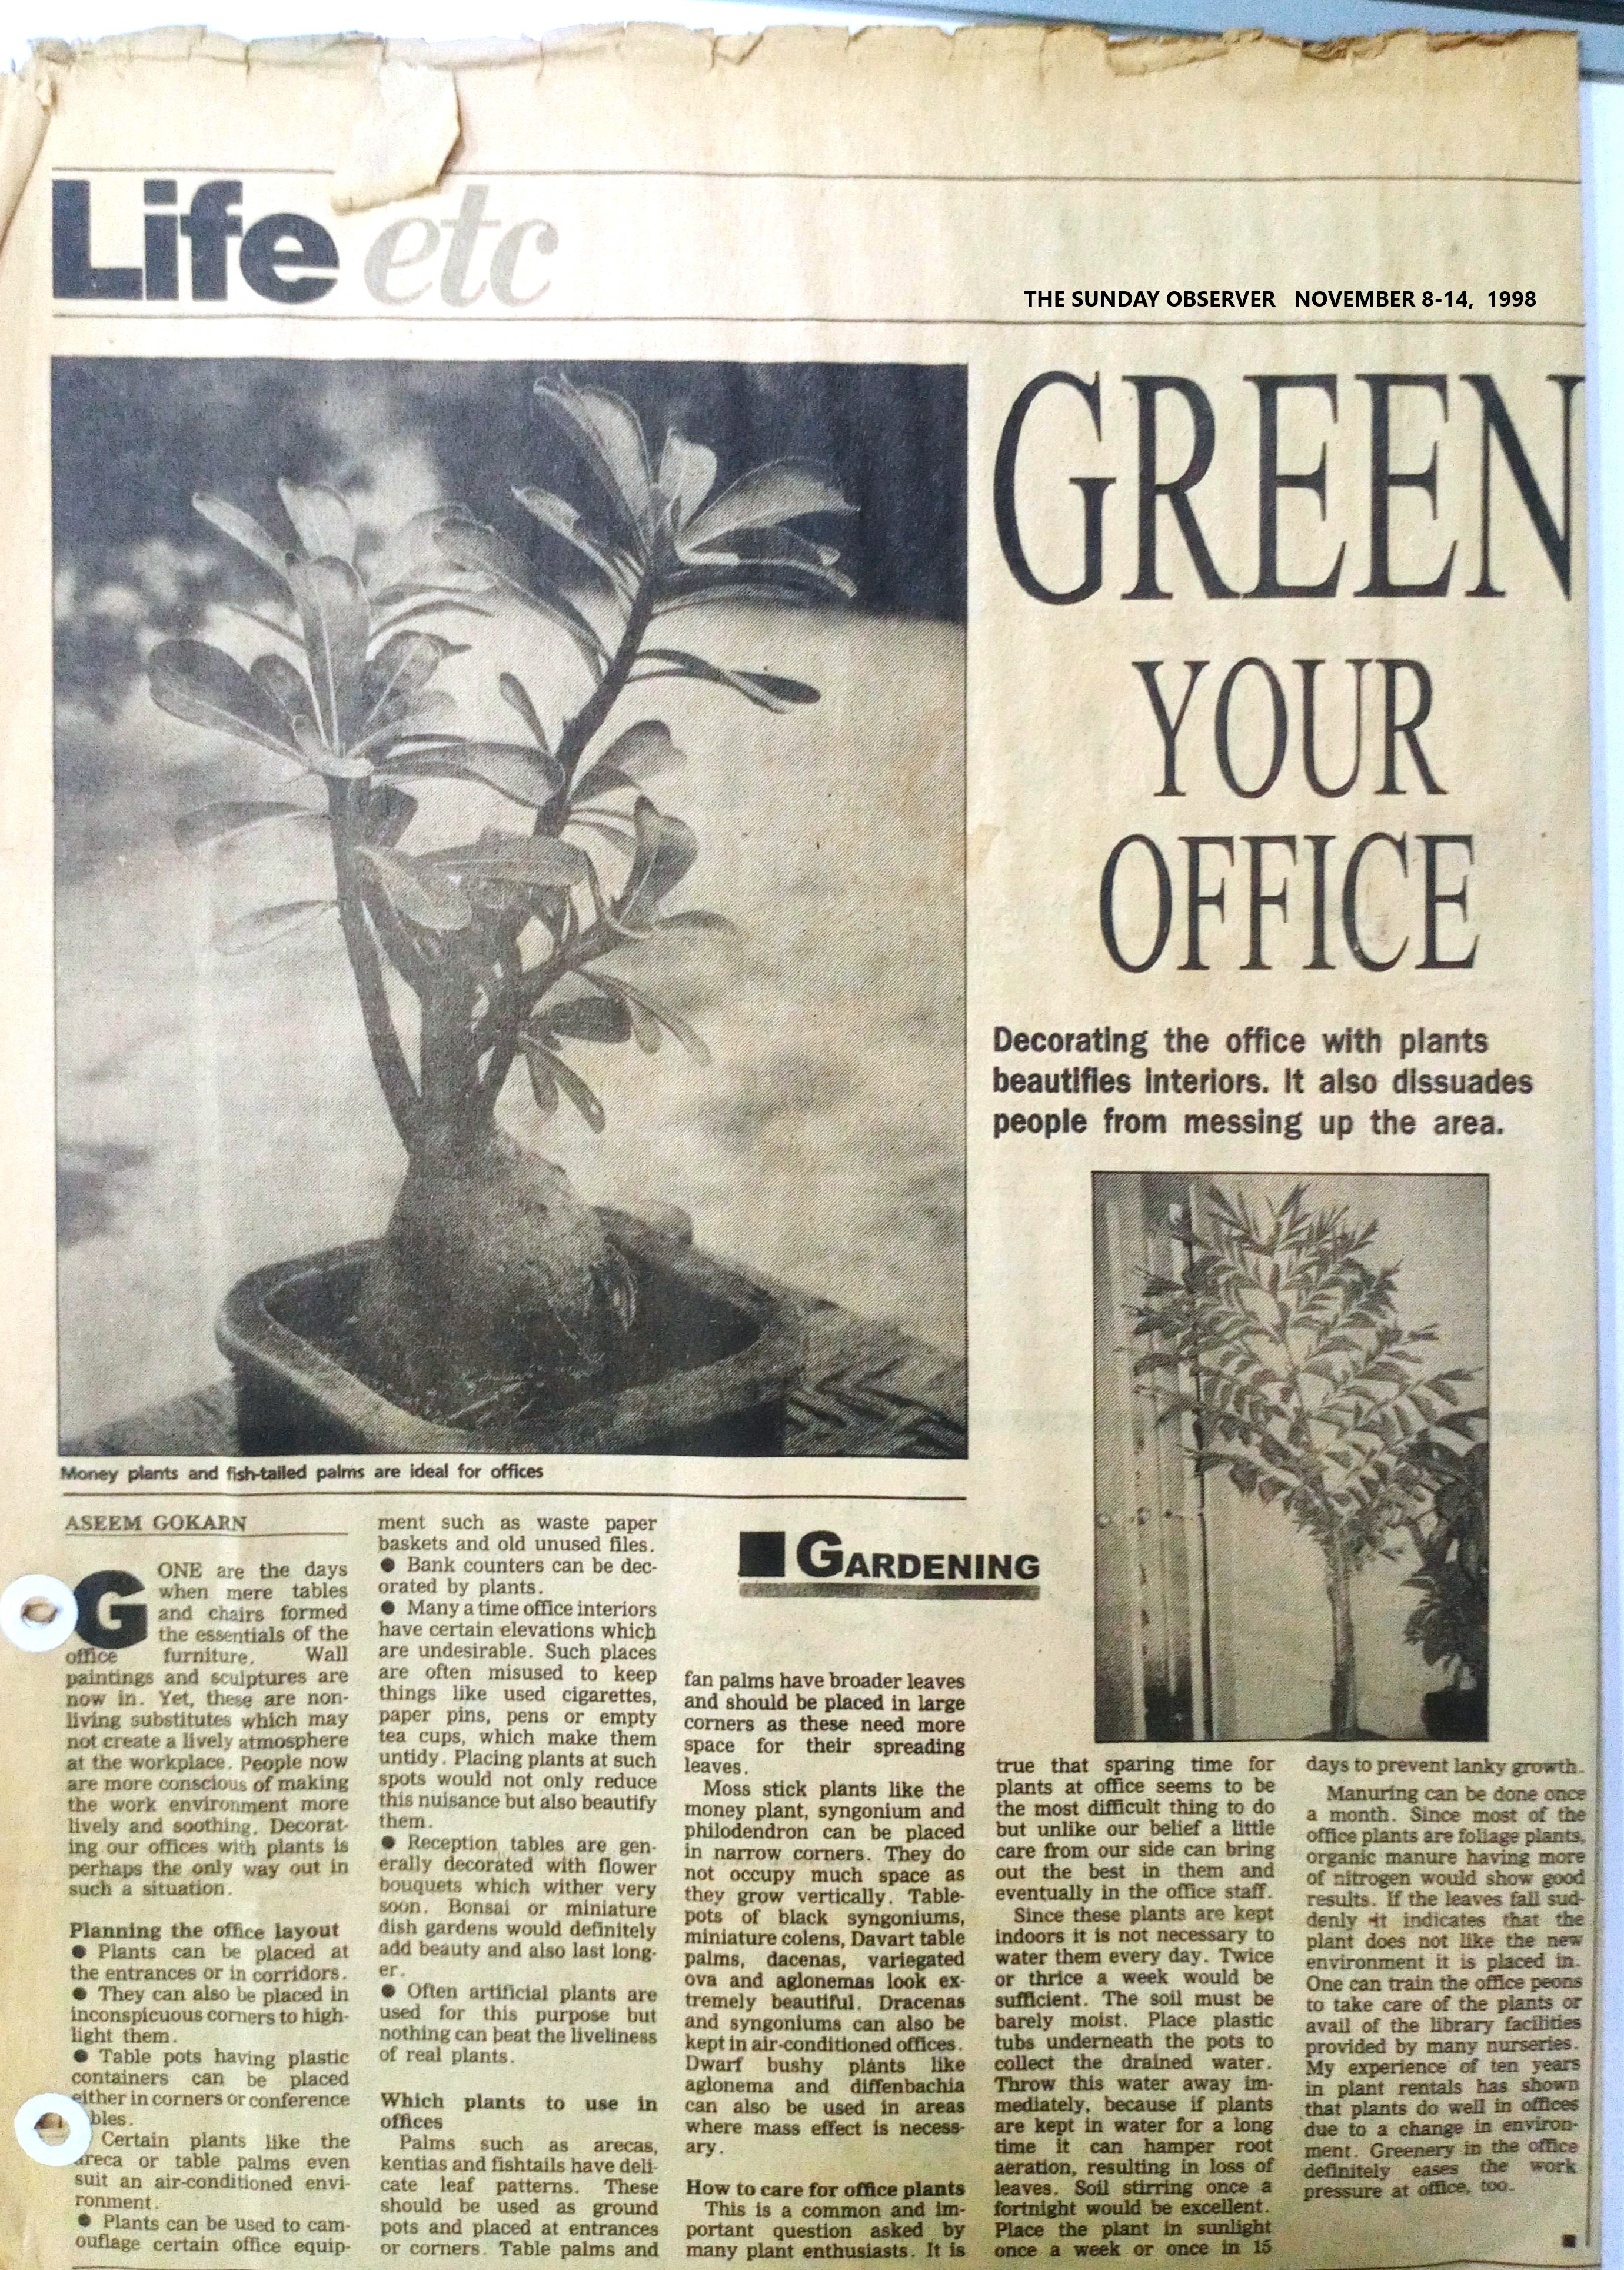 Life etc
THE SUNDAY OBSERVER NOVEMBER 8-14, 1998
GREEN
YOUR
OFFICE
Decorating the office with plants
beautifies interiors. It also dissuades
people from messing up the area.
Money plants and fish-tailed palms are ideal for offices
ASEEM GOKARN
GONE are the days
when mere tables
and chairs formed
the essentials of the
office furniture. Wall
paintings and sculptures are
now in. Yet, these are non-
living substitutes which may
not create a lively atmosphere
at the workplace. People now
are more conscious of making
the work environment more
lively and soothing. Decorat-
ing our offices with plants is
perhaps the only way out in
such a situation.
Planning the office layout
● Plants can be placed at
the entrances or in corridors.
● They can also be placed in
inconspicuous corners to high-
light them.
● Table pots having plastic
containers can be placed
either in corners or conference
bles.
Certain plants like the
areca or table palms even
suit an air-conditioned envi-
ronment.
● Plants can be used to cam-
ouflage certain office equip-
ment such as waste paper
baskets and old unused files.
● Bank counters can be dec-
orated by plants.
● Many a time office interiors
have certain elevations which
are undesirable. Such places
are often misused to keep
things like used cigarettes,
paper pins, pens or empty
tea cups, which make them
untidy. Placing plants at such
spots would not only reduce
this nuisance but also beautify
them.
● Reception tables are gen-
erally decorated with flower
bouquets which wither very
soon. Bonsai or miniature
dish gardens would definitely
add beauty and also last long-
er.
● Often artificial plants are
used for this purpose but
nothing can beat the liveliness
of real plants.
Which plants to use in
offices
Palms such as arecas,
kentias and fishtails have deli-
cate leaf patterns. These
should be used as ground
pots and placed at entrances
or corners. Table palms and
■ GARDENING
fan palms have broader leaves
and should be placed in large
corners as these need more
space for their spreading
leaves.
Moss stick plants like the
money plant, syngonium and
philodendron can be placed
in narrow corners. They do
not occupy much space as
they grow vertically. Table-
pots of black syngoniums,
miniature colens, Davart table
palms, dacenas, variegated
ova and aglonemas look ex-
tremely beautiful. Dracenas
and syngoniums can also be
kept in air-conditioned offices.
Dwarf bushy plants like
aglonema and diffenbachia
can also be used in areas
where mass effect is necess-
ary.
How to care for office plants
This is a common and im-
portant question asked by
many plant enthusiasts. It is
true that sparing time for
plants at office seems to be
the most difficult thing to do
but unlike our belief a little
care from our side can bring
out the best in them and
eventually in the office staff.
Since these plants are kept
indoors it is not necessary to
water them every day. Twice
or thrice a week would be
sufficient. The soil must be
barely moist. Place plastic
tubs underneath the pots to
collect the drained water.
Throw this water away im-
mediately, because if plants
are kept in water for a long
time it can hamper root
aeration, resulting in loss of
leaves. Soil stirring once a
fortnight would be excellent.
Place the plant in sunlight
once a week or once in 15
days to prevent lanky growth.
Manuring can be done once
a month. Since most of the
office plants are foliage plants,
organic manure having more
of nitrogen would show good
results. If the leaves fall sud-
denly it indicates that the
plant does not like the new
environment it is placed in.
One can train the office peons
to take care of the plants or
avail of the library facilities
provided by many nurseries.
My experience of ten years
in plant rentals has shown
that plants do well in offices
due to a change in environ-
ment. Greenery in the office
definitely eases the work
pressure at office, too.
■